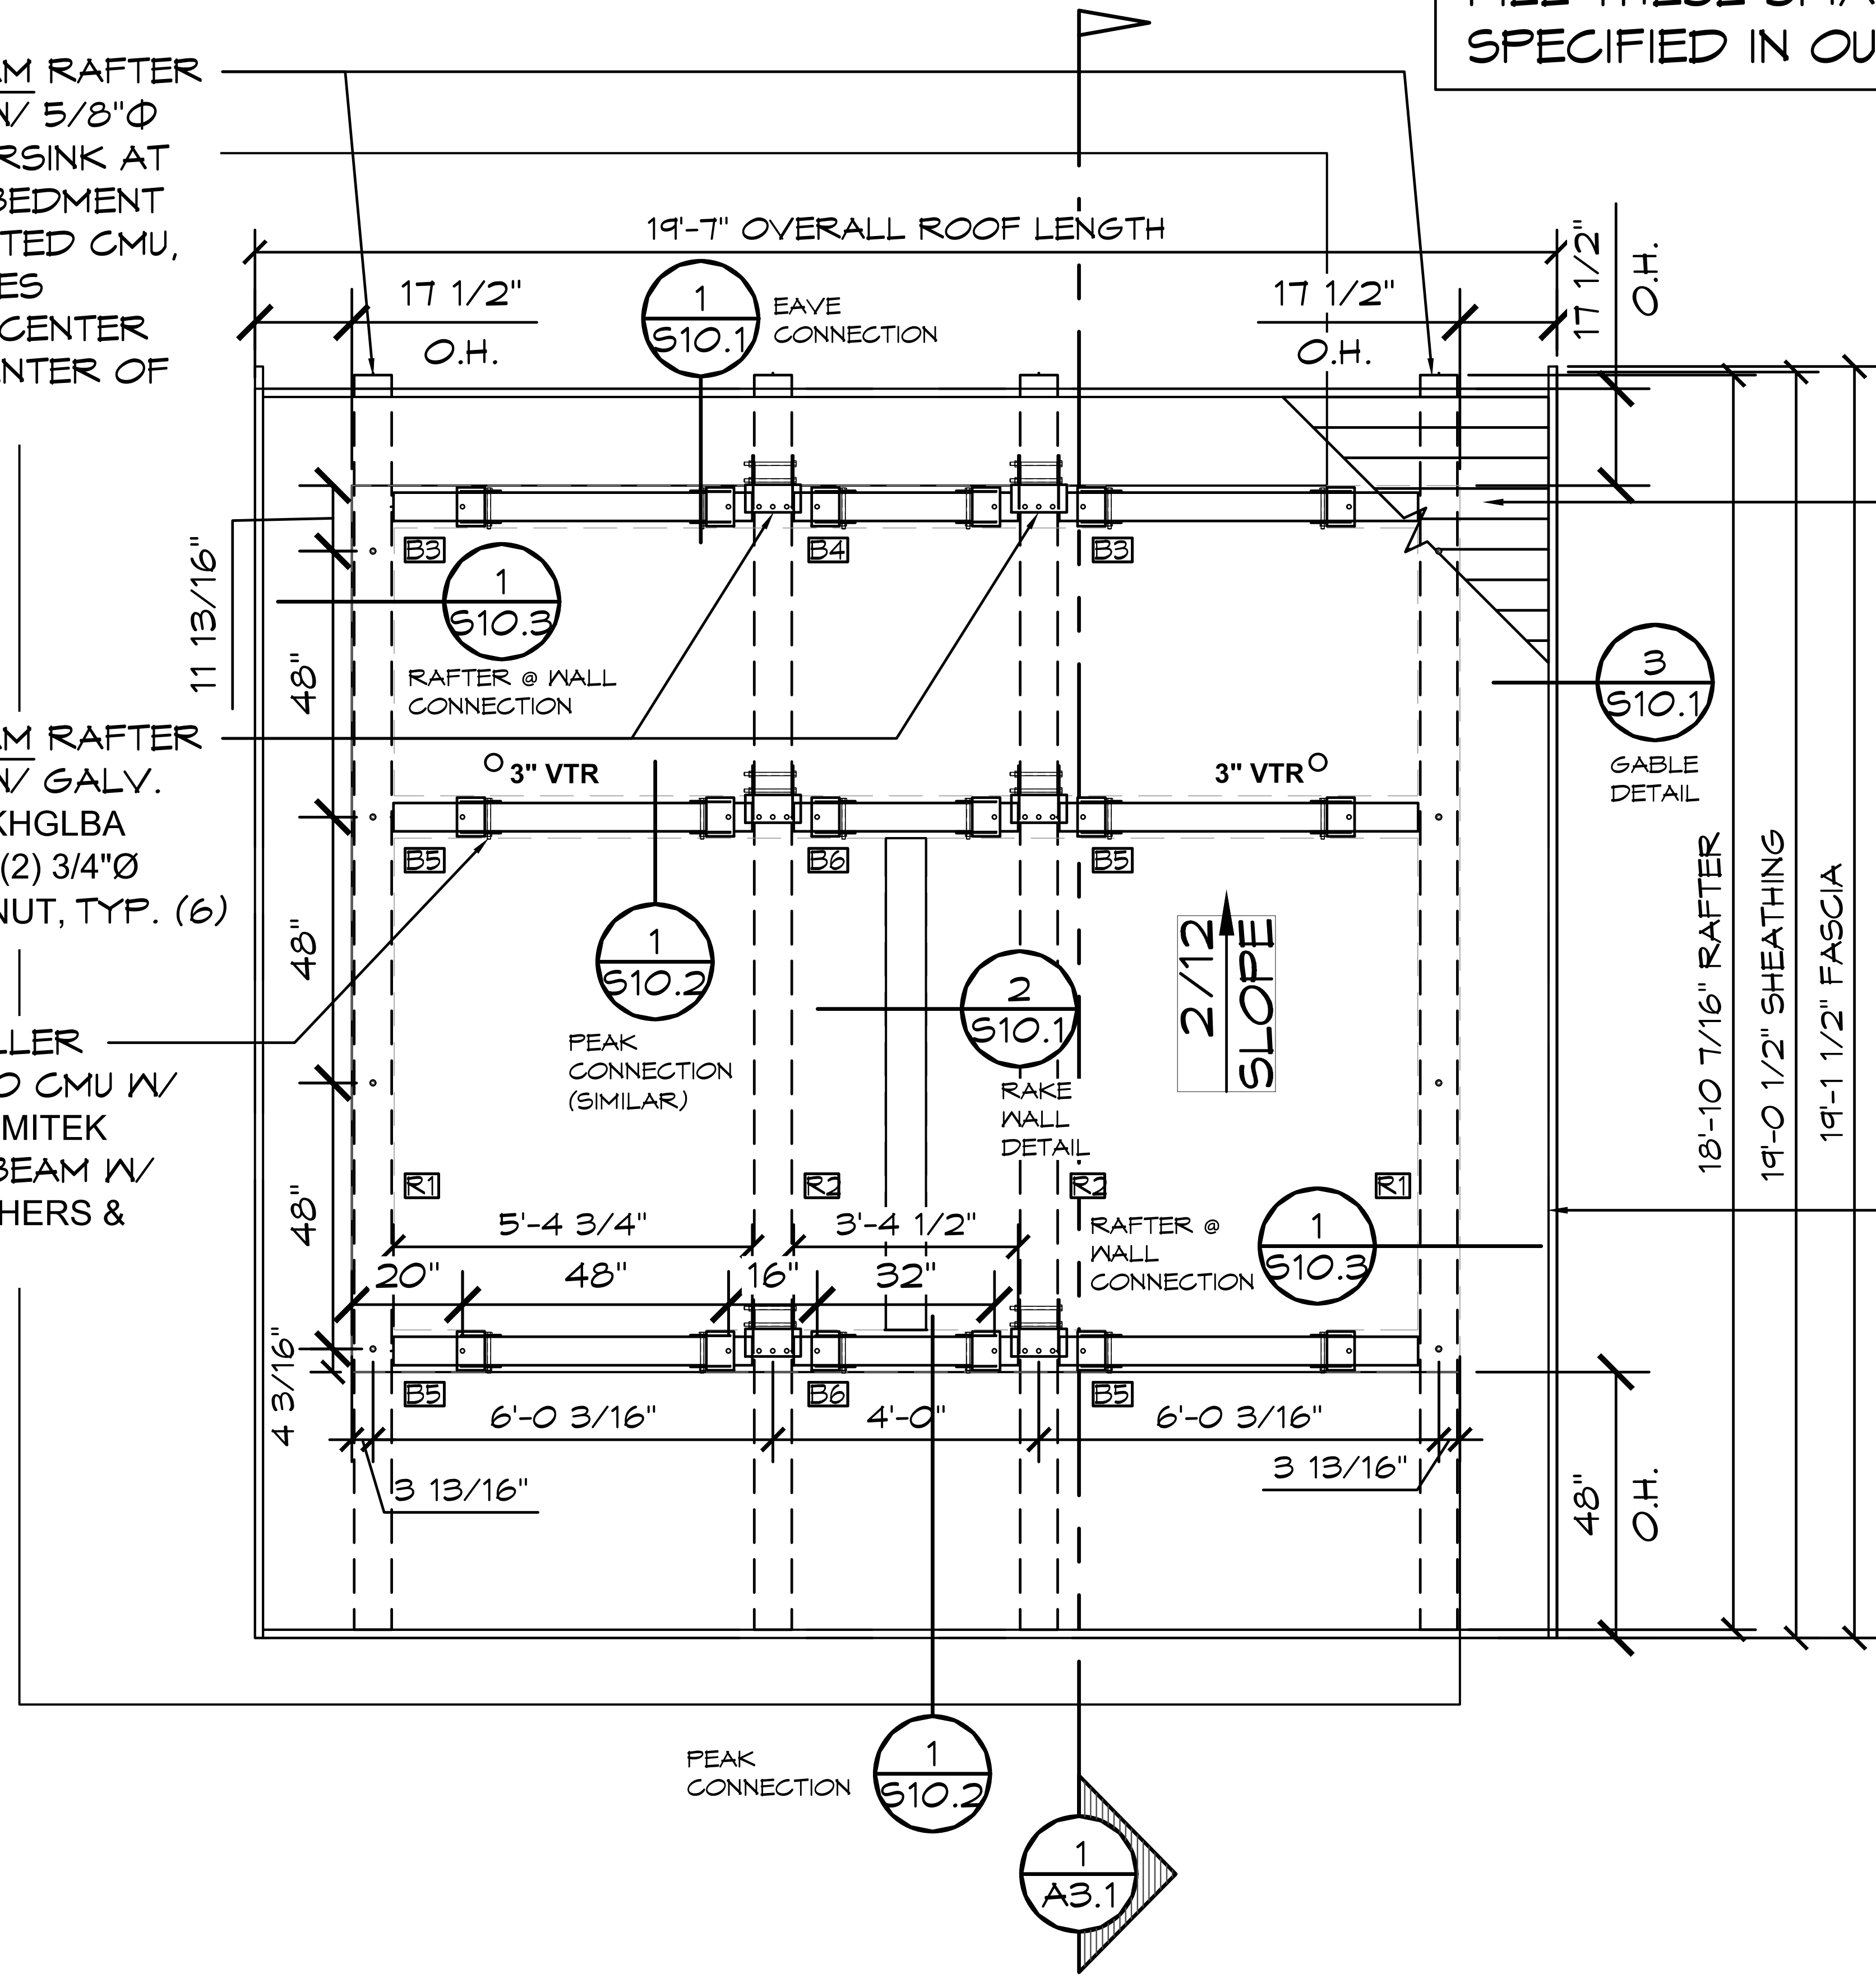 SPECIFIED IN OU
AM RAFTER
W/ 5/8"Φ
RSINK AT
BEDMENT
TED CMU,
ES
CENTER
ENTER OF
19'-7" OVERALL ROOF LENGTH
17 1/2"
O.H.
1
S10.1
EAVE
CONNECTION
17 1/2"
O.H.
17 1/2"
O.H.
11 13/16"
48"
B3
B4
B3
1
S10.3
RAFTER @ WALL
CONNECTION
3
S10.1
GABLE
DETAIL
AM RAFTER
W/ GALV.
KHGLBA
(2) 3/4"Ø
NUT, TYP. (6)
3" VTR
3" VTR
B5
B6
B5
48"
1
S10.2
PEAK
CONNECTION
(SIMILAR)
2
S10.1
RAKE
WALL
DETAIL
2/12
SLOPE
18'-10 7/16" RAFTER
19'-0 1/2" SHEATHING
19'-1 1/2" FASCIA
LLER
O CMU W/
MITEK
BEAM W/
HERS &
48"
R1
R2
R2
R1
5'-4 3/4"
3'-4 1/2"
RAFTER @
WALL
CONNECTION
1
S10.3
20"
48"
16"
32"
4 3/16"
B5
B6
B5
6'-0 3/16"
4'-0"
6'-0 3/16"
3 13/16"
3 13/16"
48"
O.H.
PEAK
CONNECTION
1
S10.2
1
A3.1